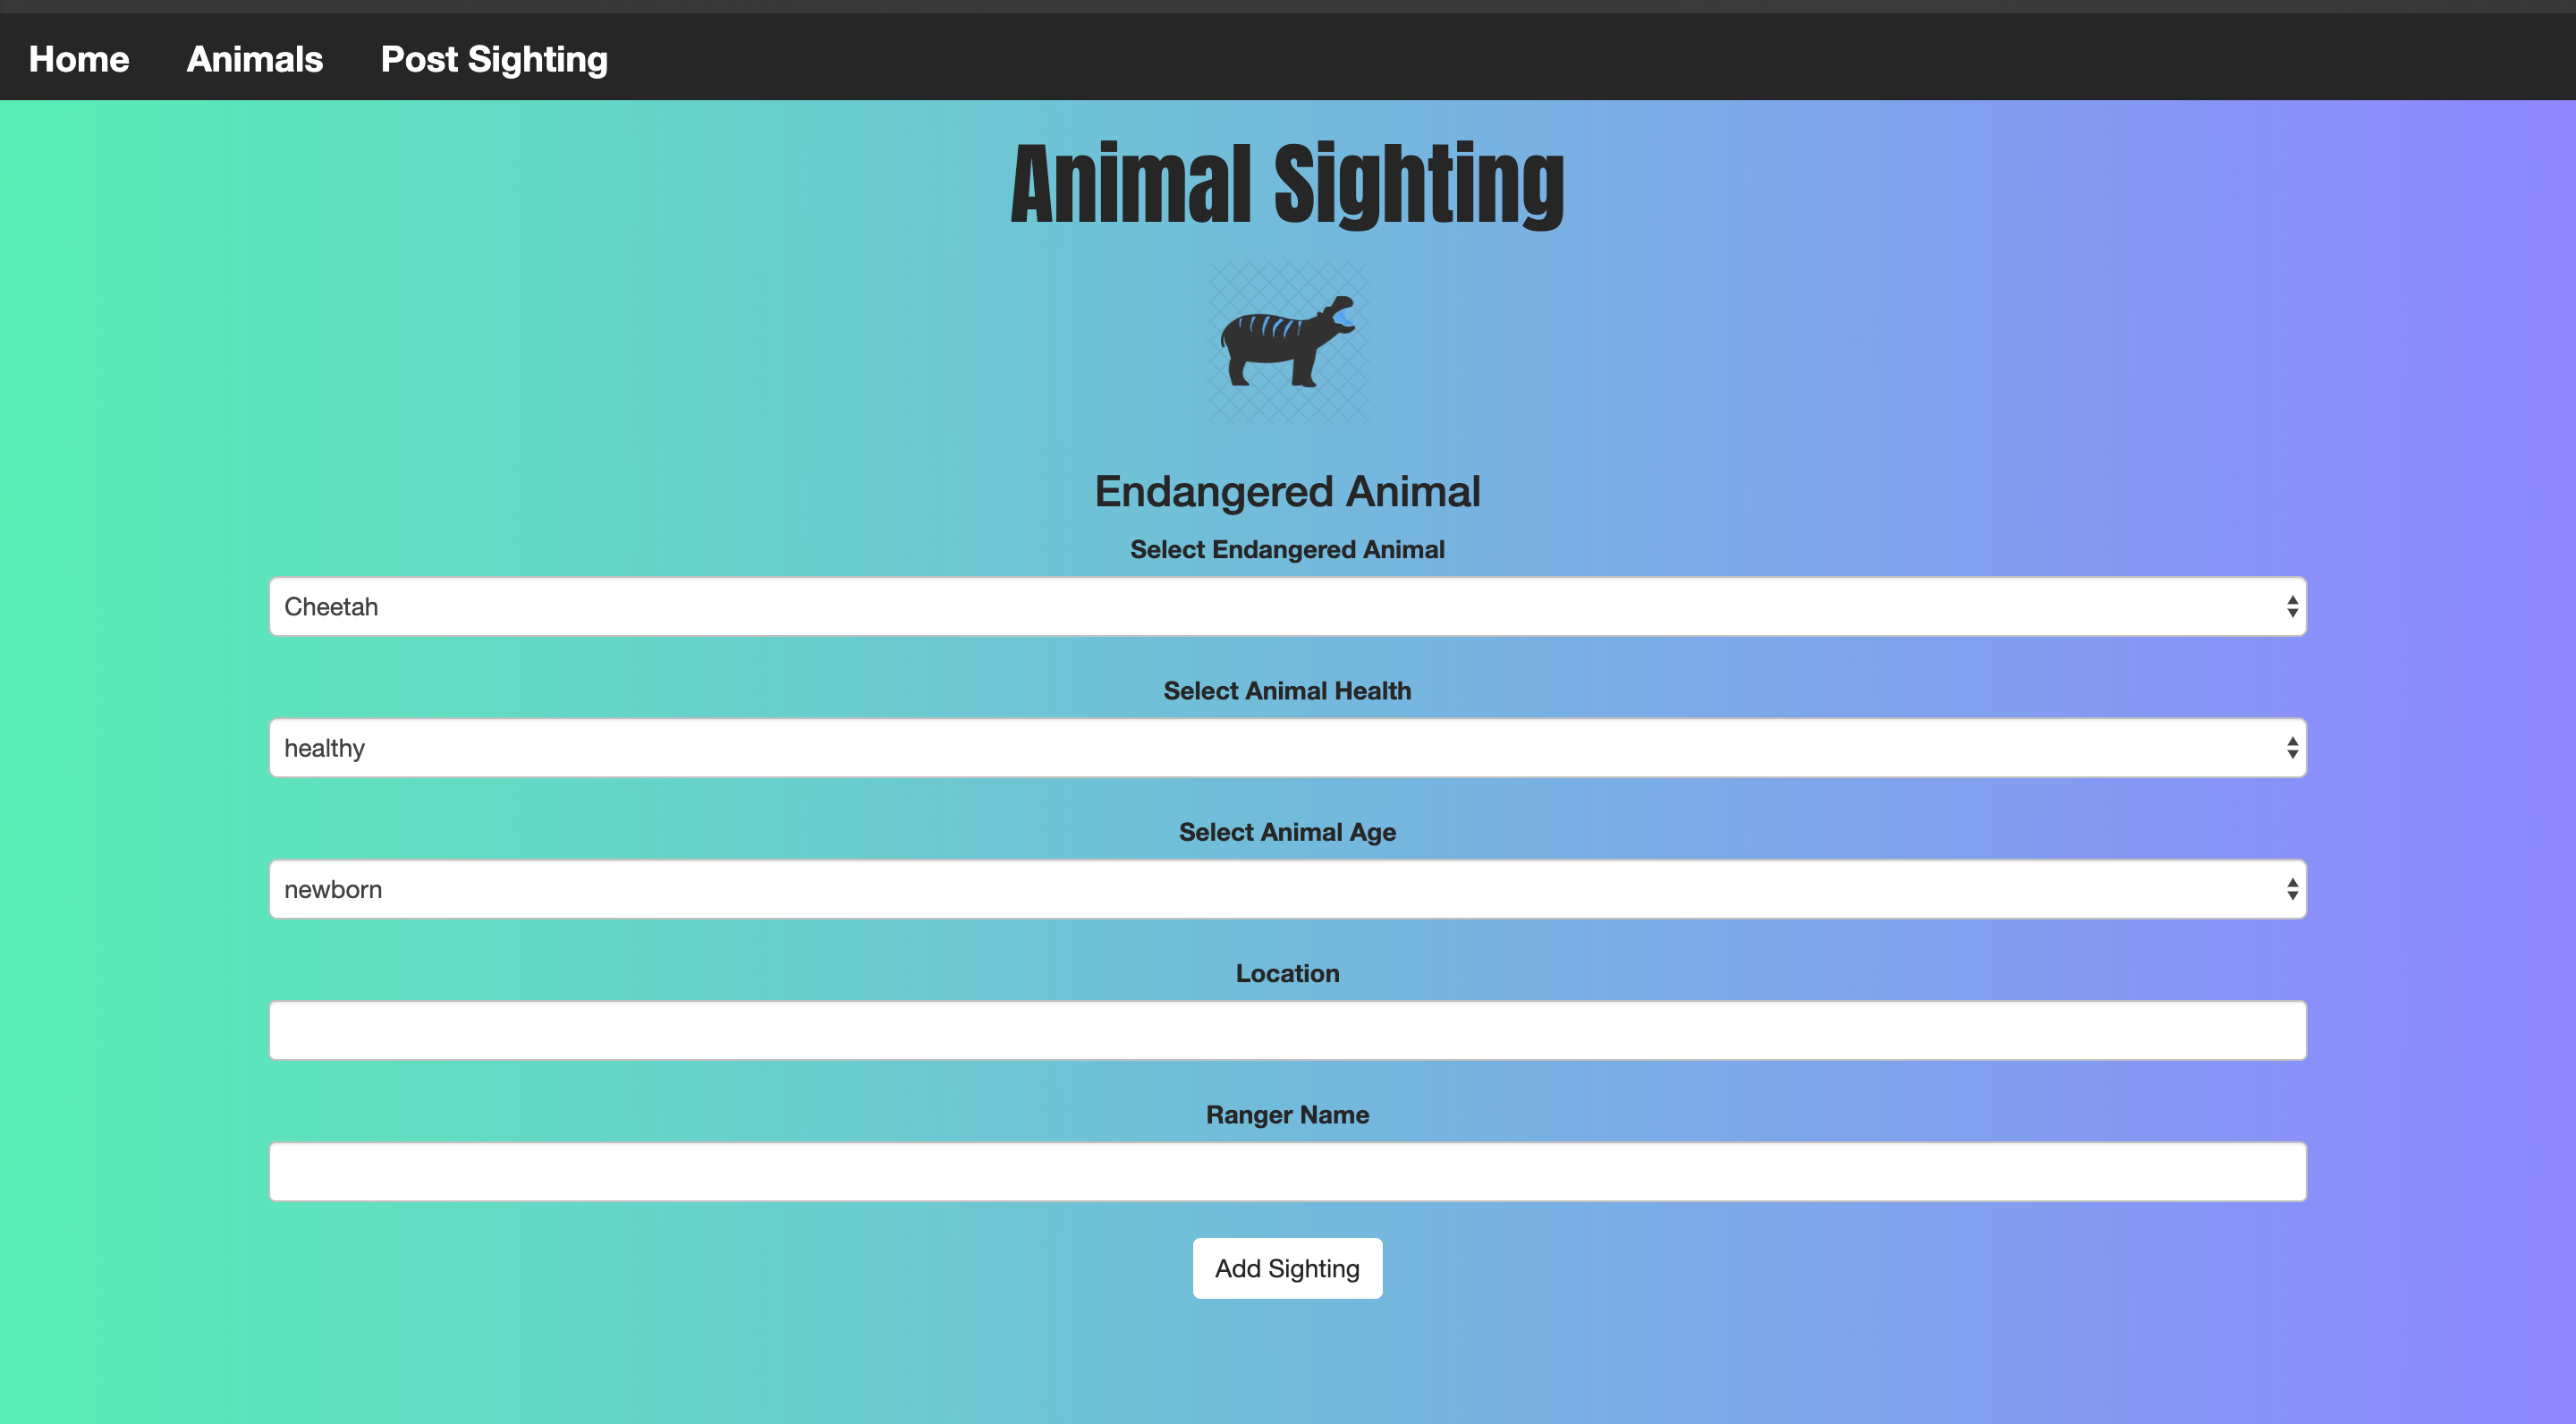 Home Animals Post Sighting
Animal Sighting
Endangered Animal
Select Endangered Animal
Cheetah
Select Animal Health
healthy
Select Animal Age
newborn
Location
Ranger Name
Add Sighting